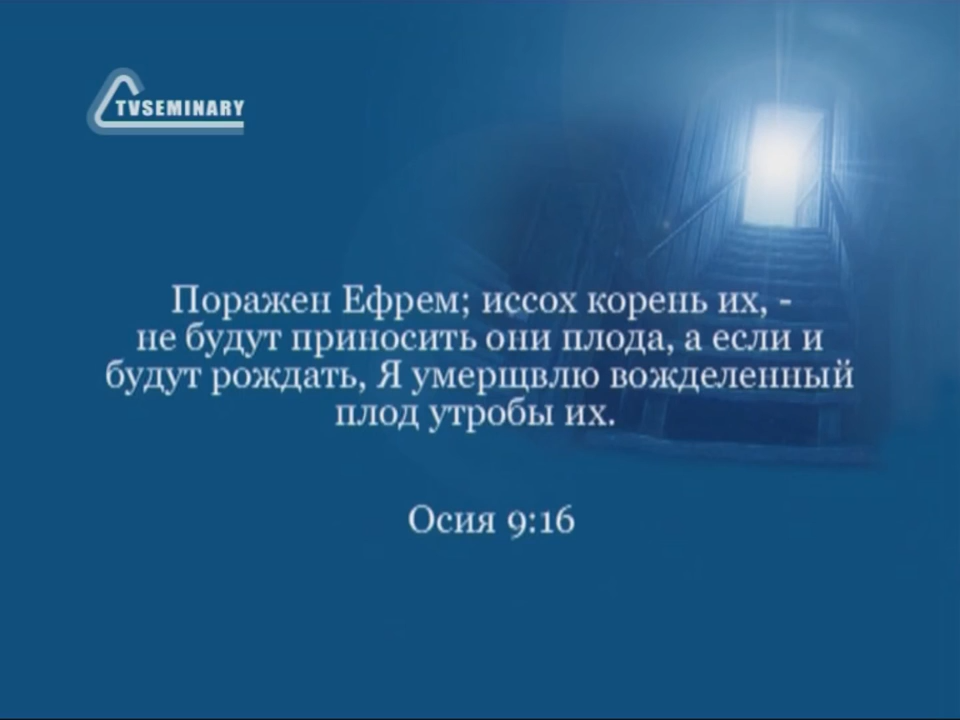 TVSEMINARY
Поражен Ефрем; иссох корень их, -
не будут приносить они плода, а если и
будут рождать, Я умерщвлю вожделенный
плод утробы их.
Осия 9:16